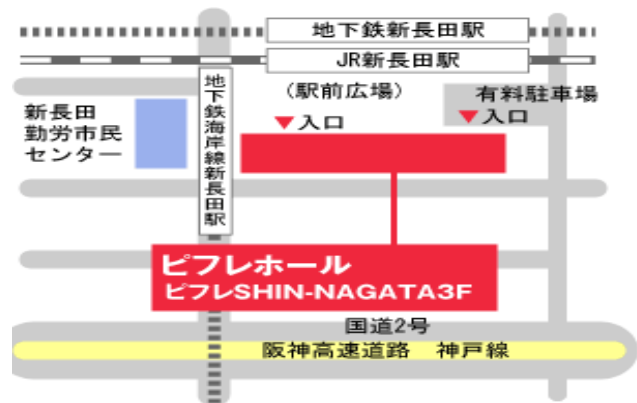 地下鉄新長田駅
JR新長田駅
地下鉄海岸線新長田駅
(駅前広場)
有料駐車場
▼入口
▼入口
新長田
勤労市民
センター
ピフレホール
ピフレSHIN-NAGATA3F
国道2号
阪神高速道路 神戸線